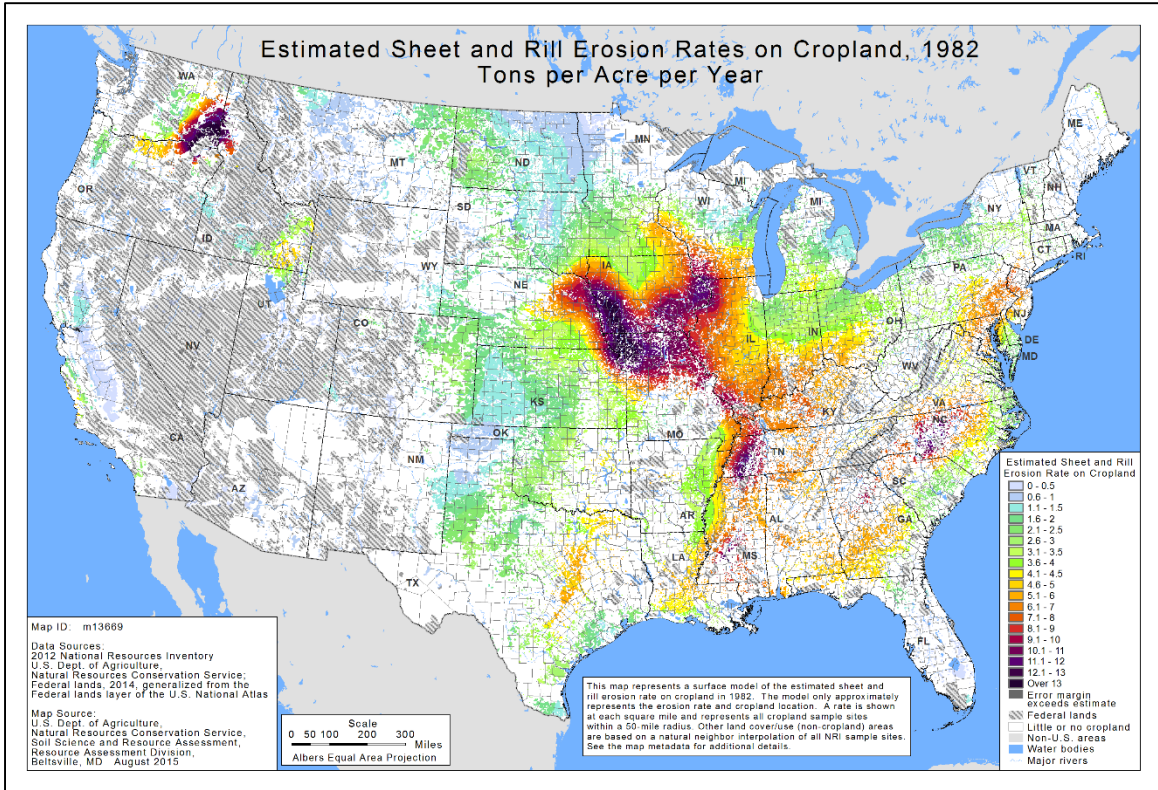 Estimated Sheet and Rill Erosion Rates on Cropland, 1982
Tons per Acre per Year
WA
MT
ND
MN
ME
OR
ID
SD
WI
MI
MI
VT
NH
NY
MA
CT
RI
WY
IA
PA
NJ
NE
NV
UT
CO
IL
IN
OH
DE
MD
WV
VA
KS
MO
KY
CA
NC
TN
OK
AZ
NM
AR
SC
AL
GA
MS
LA
TX
FL
Estimated Sheet and Rill
Erosion Rate on Cropland
0 - 0.5
0.6 - 1
1.1 - 1.5
1.6 - 2
2.1 - 2.5
2.6 - 3
3.1 - 3.5
3.6 - 4
4.1 - 4.5
4.6 - 5
5.1 - 6
6.1 - 7
7.1 - 8
8.1 - 9
9.1 - 10
10.1 - 11
11.1 - 12
12.1 - 13
Over 13
Error margin
exceeds estimate
Federal lands
Little or no cropland
Non-U.S. areas
Water bodies
Major rivers
Map ID: m13669
Data Sources:
2012 National Resources Inventory
U.S. Dept. of Agriculture,
Natural Resources Conservation Service;
Federal lands, 2014, generalized from the
Federal lands layer of the U.S. National Atlas
Map Source:
U.S. Dept. of Agriculture,
Natural Resources Conservation Service,
Soil Science and Resource Assessment,
Resource Assessment Division,
Beltsville, MD August 2015
Scale
0 50 100 200 300
Miles
Albers Equal Area Projection
This map represents a surface model of the estimated sheet and
rill erosion rate on cropland in 1982. The model only approximately
represents the erosion rate and cropland location. A rate is shown
at each square mile and represents all cropland sample sites
within a 50-mile radius. Other land cover/use (non-cropland) areas
are based on a natural neighbor interpolation of all NRI sample sites.
See the map metadata for additional details.